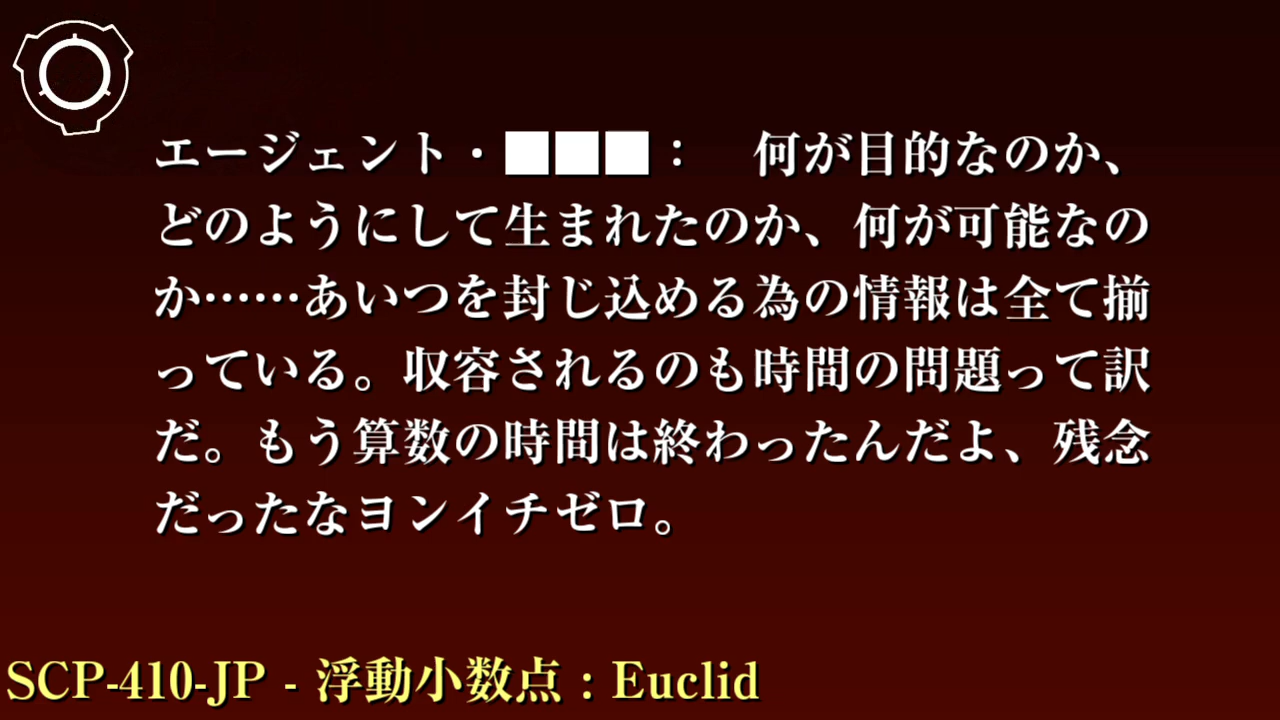 エージェント・■■■：　何が目的なのか、
どのようにして生まれたのか、何が可能なの
か……あいつを封じ込める為の情報は全て揃
っている。収容されるのも時間の問題って訳
だ。もう算数の時間は終わったんだよ、残念
だったなヨンイチゼロ。
SCP-410-JP - 浮動小数点 : Euclid